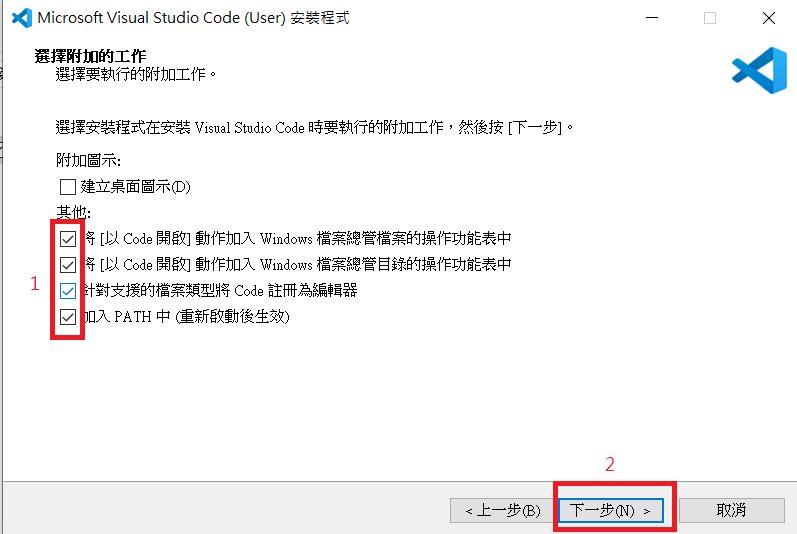 Microsoft Visual Studio Code (User) 安裝程式
選擇附加的工作
選擇要執行的附加工作。
選擇安裝程式在安裝 Visual Studio Code 時要執行的附加工作，然後按 [下一步]。
附加圖示:
建立桌面圖示(D)
其他:
將 [以 Code 開啟] 動作加入 Windows 檔案總管檔案的操作功能表中
將 [以 Code 開啟] 動作加入 Windows 檔案總管目錄的操作功能表中
1
針對支援的檔案類型將 Code 註冊為編輯器
加入 PATH 中 (重新啟動後生效)
2
< 上一步(B) 下一步(N) > 取消